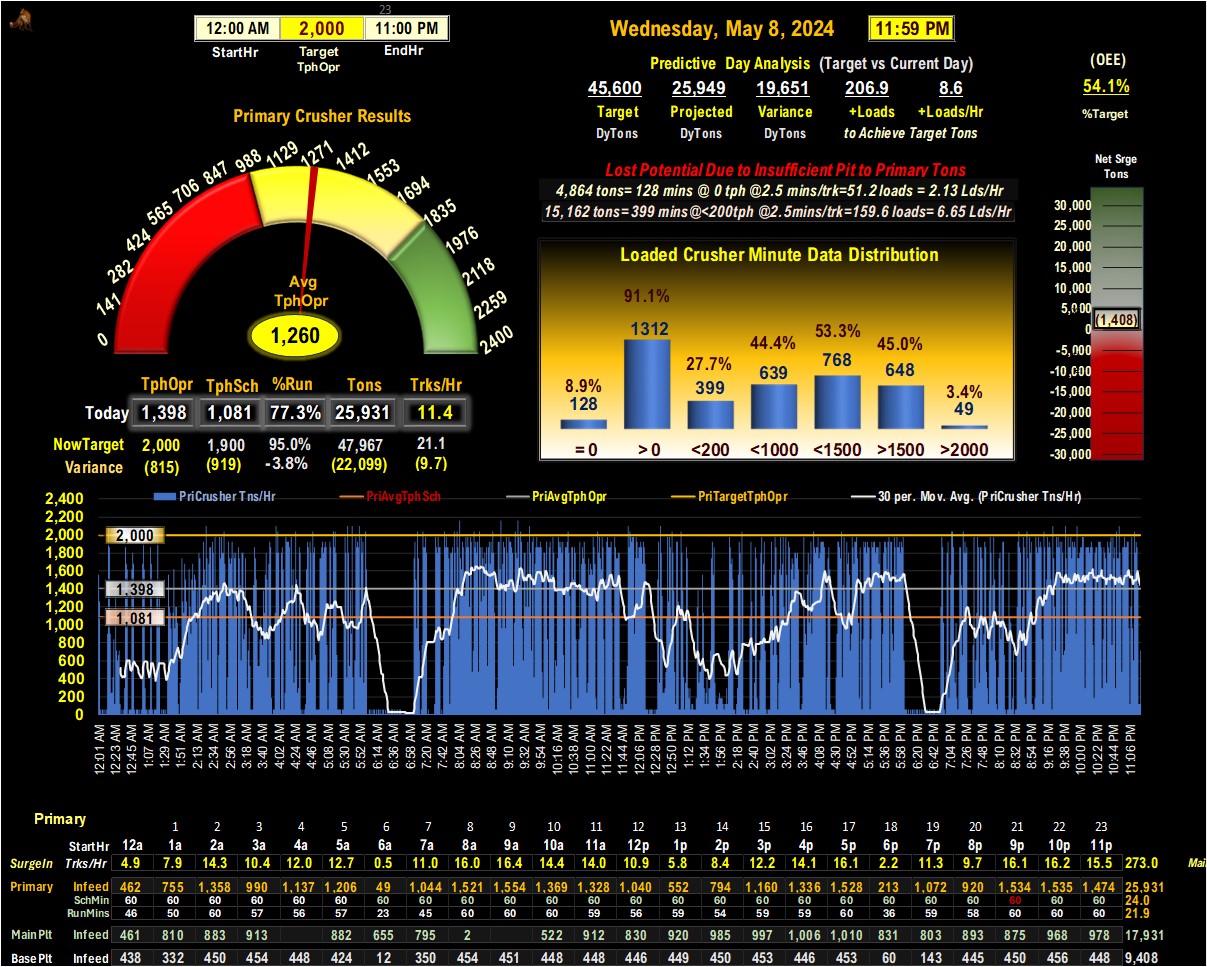 23
12:00 AM 2,000 11:00 PM
StartHr Target TphOpr EndHr
Wednesday, May 8, 2024 11:59 PM
Predictive Day Analysis (Target vs Current Day)
45,600 25,949 19,651 206.9 8.6
Target Projected Variance +Loads +Loads/Hr
DyTons DyTons DyTons to Achieve Target Tons
(OEE)
54.1%
%Target
Primary Crusher Results
0 141 282 424 565 706 847 988 1129 1271 1412 1553 1694 1835 1976 2118 2259 2400
Avg
TphOpr
1,260
Lost Potential Due to Insufficient Pit to Primary Tons
4,864 tons= 128 mins @ 0 tph @2.5 mins/trk=51.2 loads = 2.13 Lds/Hr
15,162 tons= 399 mins@<200tph @2.5mins/trk=159.6 loads= 6.65 Lds/Hr
Net Srge
Tons
30,000
25,000
20,000
15,000
10,000
5,000
(1,408)
0
-5,000
-10,000
-15,000
-20,000
-25,000
-30,000
Loaded Crusher Minute Data Distribution
8.9% 91.1% 27.7% 44.4% 53.3% 45.0% 3.4%
128 1312 399 639 768 648 49
= 0 > 0 <200 <1000 <1500 >1500 >2000
TphOpr TphSch %Run Tons Trks/Hr
Today 1,398 1,081 77.3% 25,931 11.4
NowTarget 2,000 1,900 95.0% 47,967 21.1
Variance (815) (919) -3.8% (22,099) (9.7)
PriCrusher Tns/Hr PriAvgTphSch PriAvgTphOpr PriTargetTphOpr 30 per. Mov. Avg. (PriCrusher Tns/Hr)
2,400
2,200
2,000
1,800
1,600
1,400
1,200
1,000
800
600
400
200
0
2,000
1,398
1,081
12:01 AM 12:23 AM 12:45 AM 1:07 AM 1:29 AM 1:51 AM 2:13 AM 2:34 AM 2:56 AM 3:18 AM 3:40 AM 4:02 AM 4:24 AM 4:46 AM 5:08 AM 5:30 AM 5:52 AM 6:14 AM 6:36 AM 6:58 AM 7:20 AM 7:42 AM 8:04 AM 8:26 AM 8:48 AM 9:10 AM 9:32 AM 9:54 AM 10:16 AM 10:38 AM 11:00 AM 11:22 AM 11:44 AM 12:06 PM 12:28 PM 12:50 PM 1:12 PM 1:34 PM 1:56 PM 2:18 PM 2:40 PM 3:02 PM 3:24 PM 3:46 PM 4:08 PM 4:30 PM 4:52 PM 5:14 PM 5:36 PM 5:58 PM 6:20 PM 6:42 PM 7:04 PM 7:26 PM 7:48 PM 8:10 PM 8:32 PM 8:54 PM 9:16 PM 9:38 PM 10:00 PM 10:22 PM 10:44 PM 11:06 PM
Primary
1 2 3 4 5 6 7 8 9 10 11 12 13 14 15 16 17 18 19 20 21 22 23
StartHr 12a 1a 2a 3a 4a 5a 6a 7a 8a 9a 10a 11a 12p 1p 2p 3p 4p 5p 6p 7p 8p 9p 10p 11p
SurgeIn Trks/Hr 4.9 7.9 14.3 10.4 12.0 12.7 0.5 11.0 16.0 16.4 14.4 14.0 10.9 5.8 8.4 12.2 14.1 16.1 2.2 11.3 9.7 16.1 16.2 15.5 273.0 Mai
Primary Infeed 462 755 1,358 990 1,137 1,206 49 1,044 1,521 1,554 1,369 1,328 1,040 552 794 1,160 1,336 1,528 213 1,072 920 1,534 1,535 1,474 25,931
SchMin 60 60 60 60 60 60 60 60 60 60 60 60 60 60 60 60 60 60 60 60 60 60 60 60 24.0
RunMins 46 50 60 57 56 57 23 45 60 60 60 59 56 59 54 59 59 60 36 59 58 60 60 60 21.9
MainPlt Infeed 461 810 883 913 882 655 795 2 522 912 830 920 985 997 1,006 1,010 831 803 893 875 968 978 17,931
BasePlt Infeed 438 332 450 454 448 424 12 350 454 451 448 448 446 449 450 453 446 453 60 143 445 450 456 448 9,408